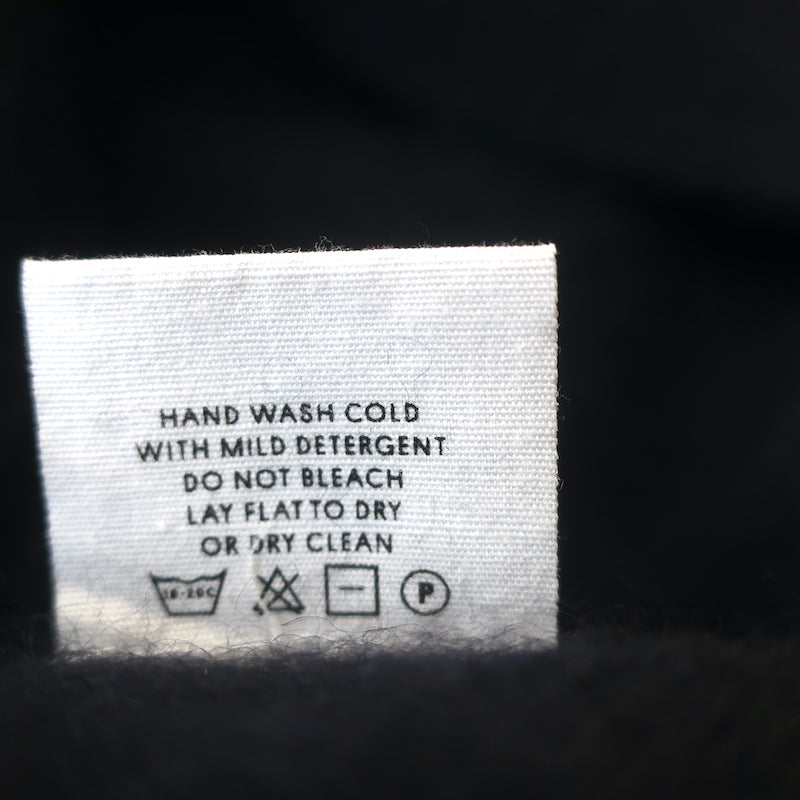 HAND WASH COLD
WITH MILD DETERGENT
DO NOT BLEACH
LAY FLAT TO DRY
OR DRY CLEAN
P